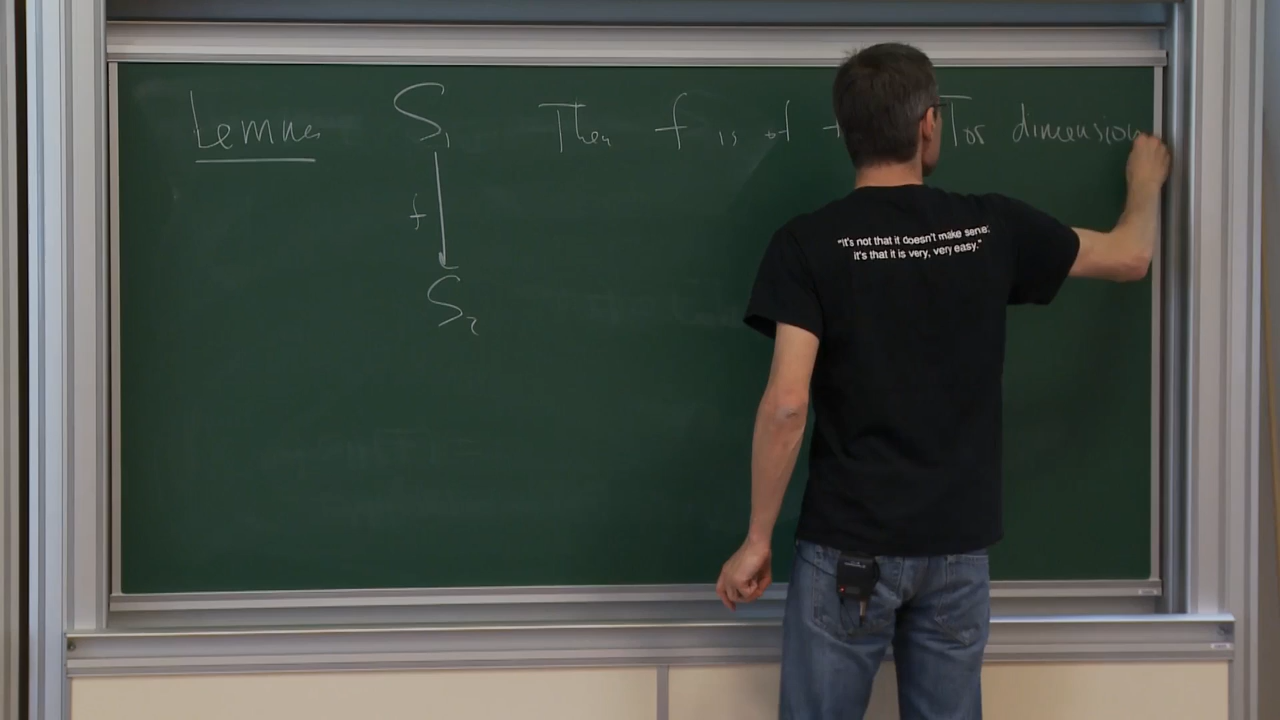 Lemma S₁ Then f is of Tor dimension
f
S₂
"it's not that it doesn't make sense:
it's that it is very, very easy."